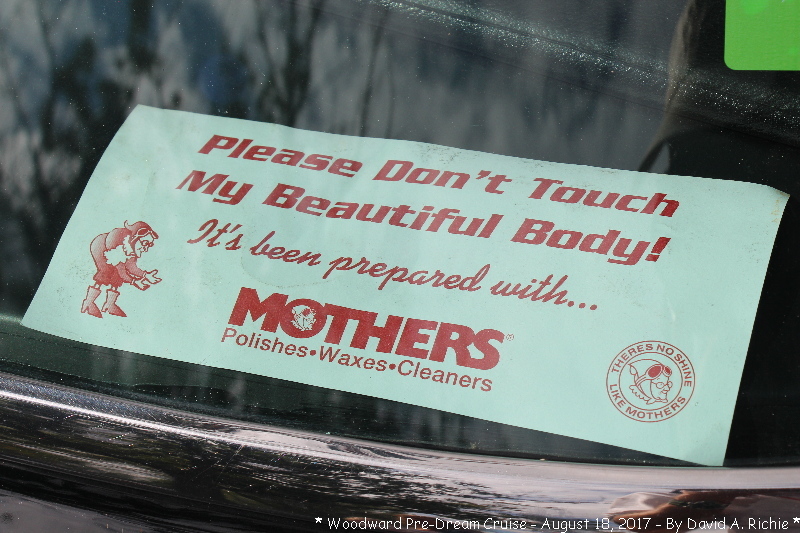 Please Don't Touch
My Beautiful Body!
It's been prepared with...
MOTHERS®
Polishes•Waxes•Cleaners
THERES NO SHINE
LIKE MOTHERS
* Woodward Pre-Dream Cruise - August 18, 2017 - By David A. Richie *